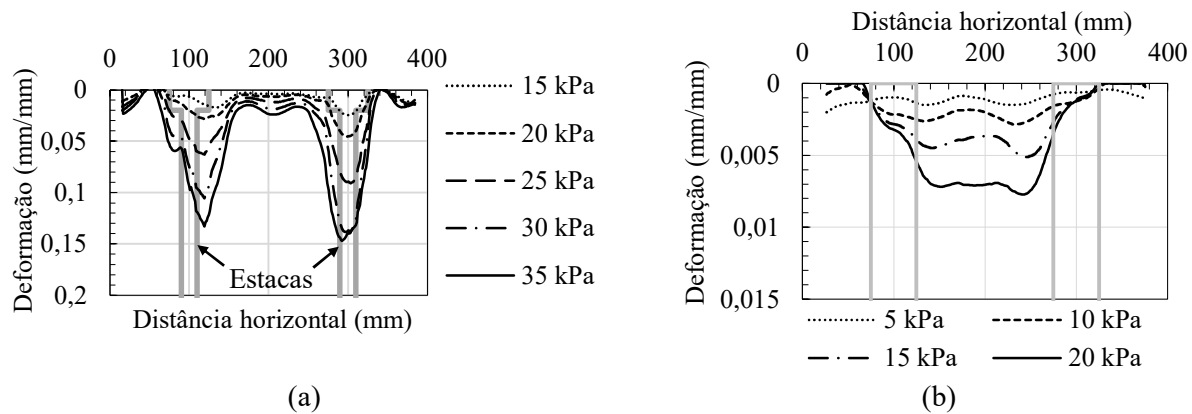 0 100 200 300 400
Deformação (mm/mm)
0
0,05
0,1
0,15
0,2
Estacas
Distância horizontal (mm)
15 kPa
20 kPa
25 kPa
30 kPa
35 kPa
(a)
Distância horizontal (mm)
0 100 200 300 400
Deformação (mm/mm)
0
0,005
0,01
0,015
5 kPa 10 kPa
15 kPa 20 kPa
(b)